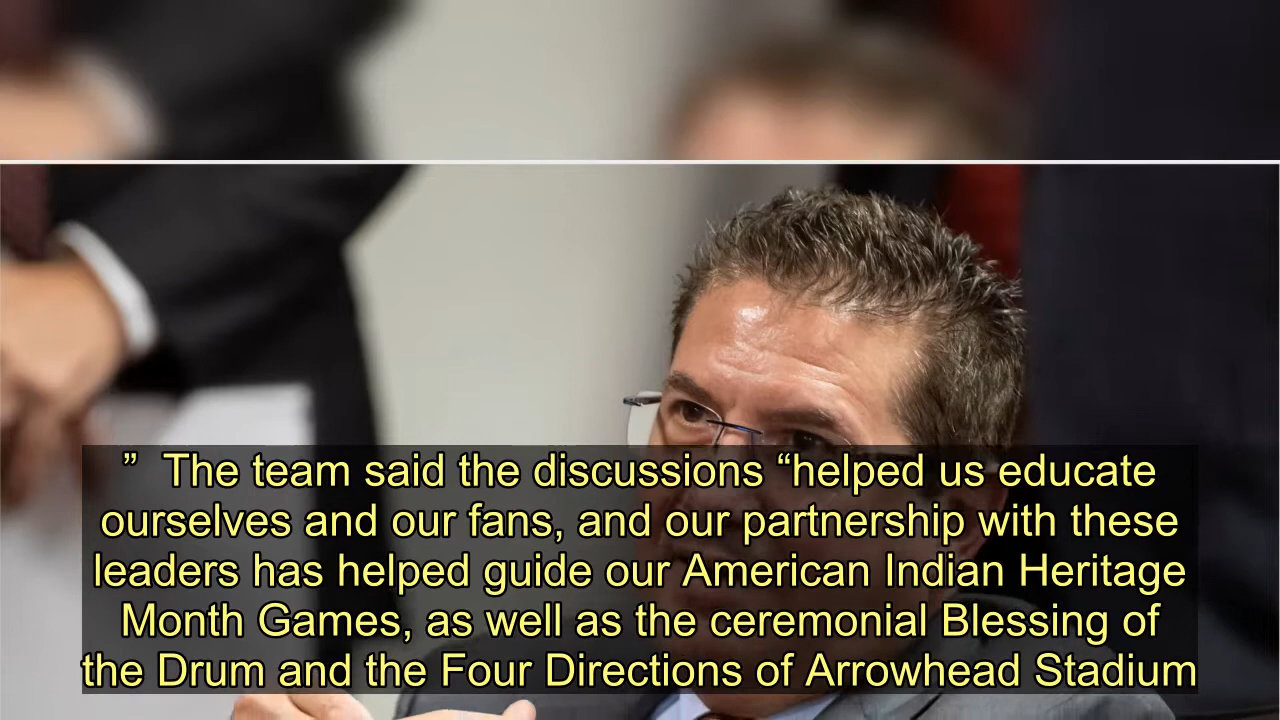 ”  The team said the discussions “helped us educate
ourselves and our fans, and our partnership with these
leaders has helped guide our American Indian Heritage
Month Games, as well as the ceremonial Blessing of
the Drum and the Four Directions of Arrowhead Stadium